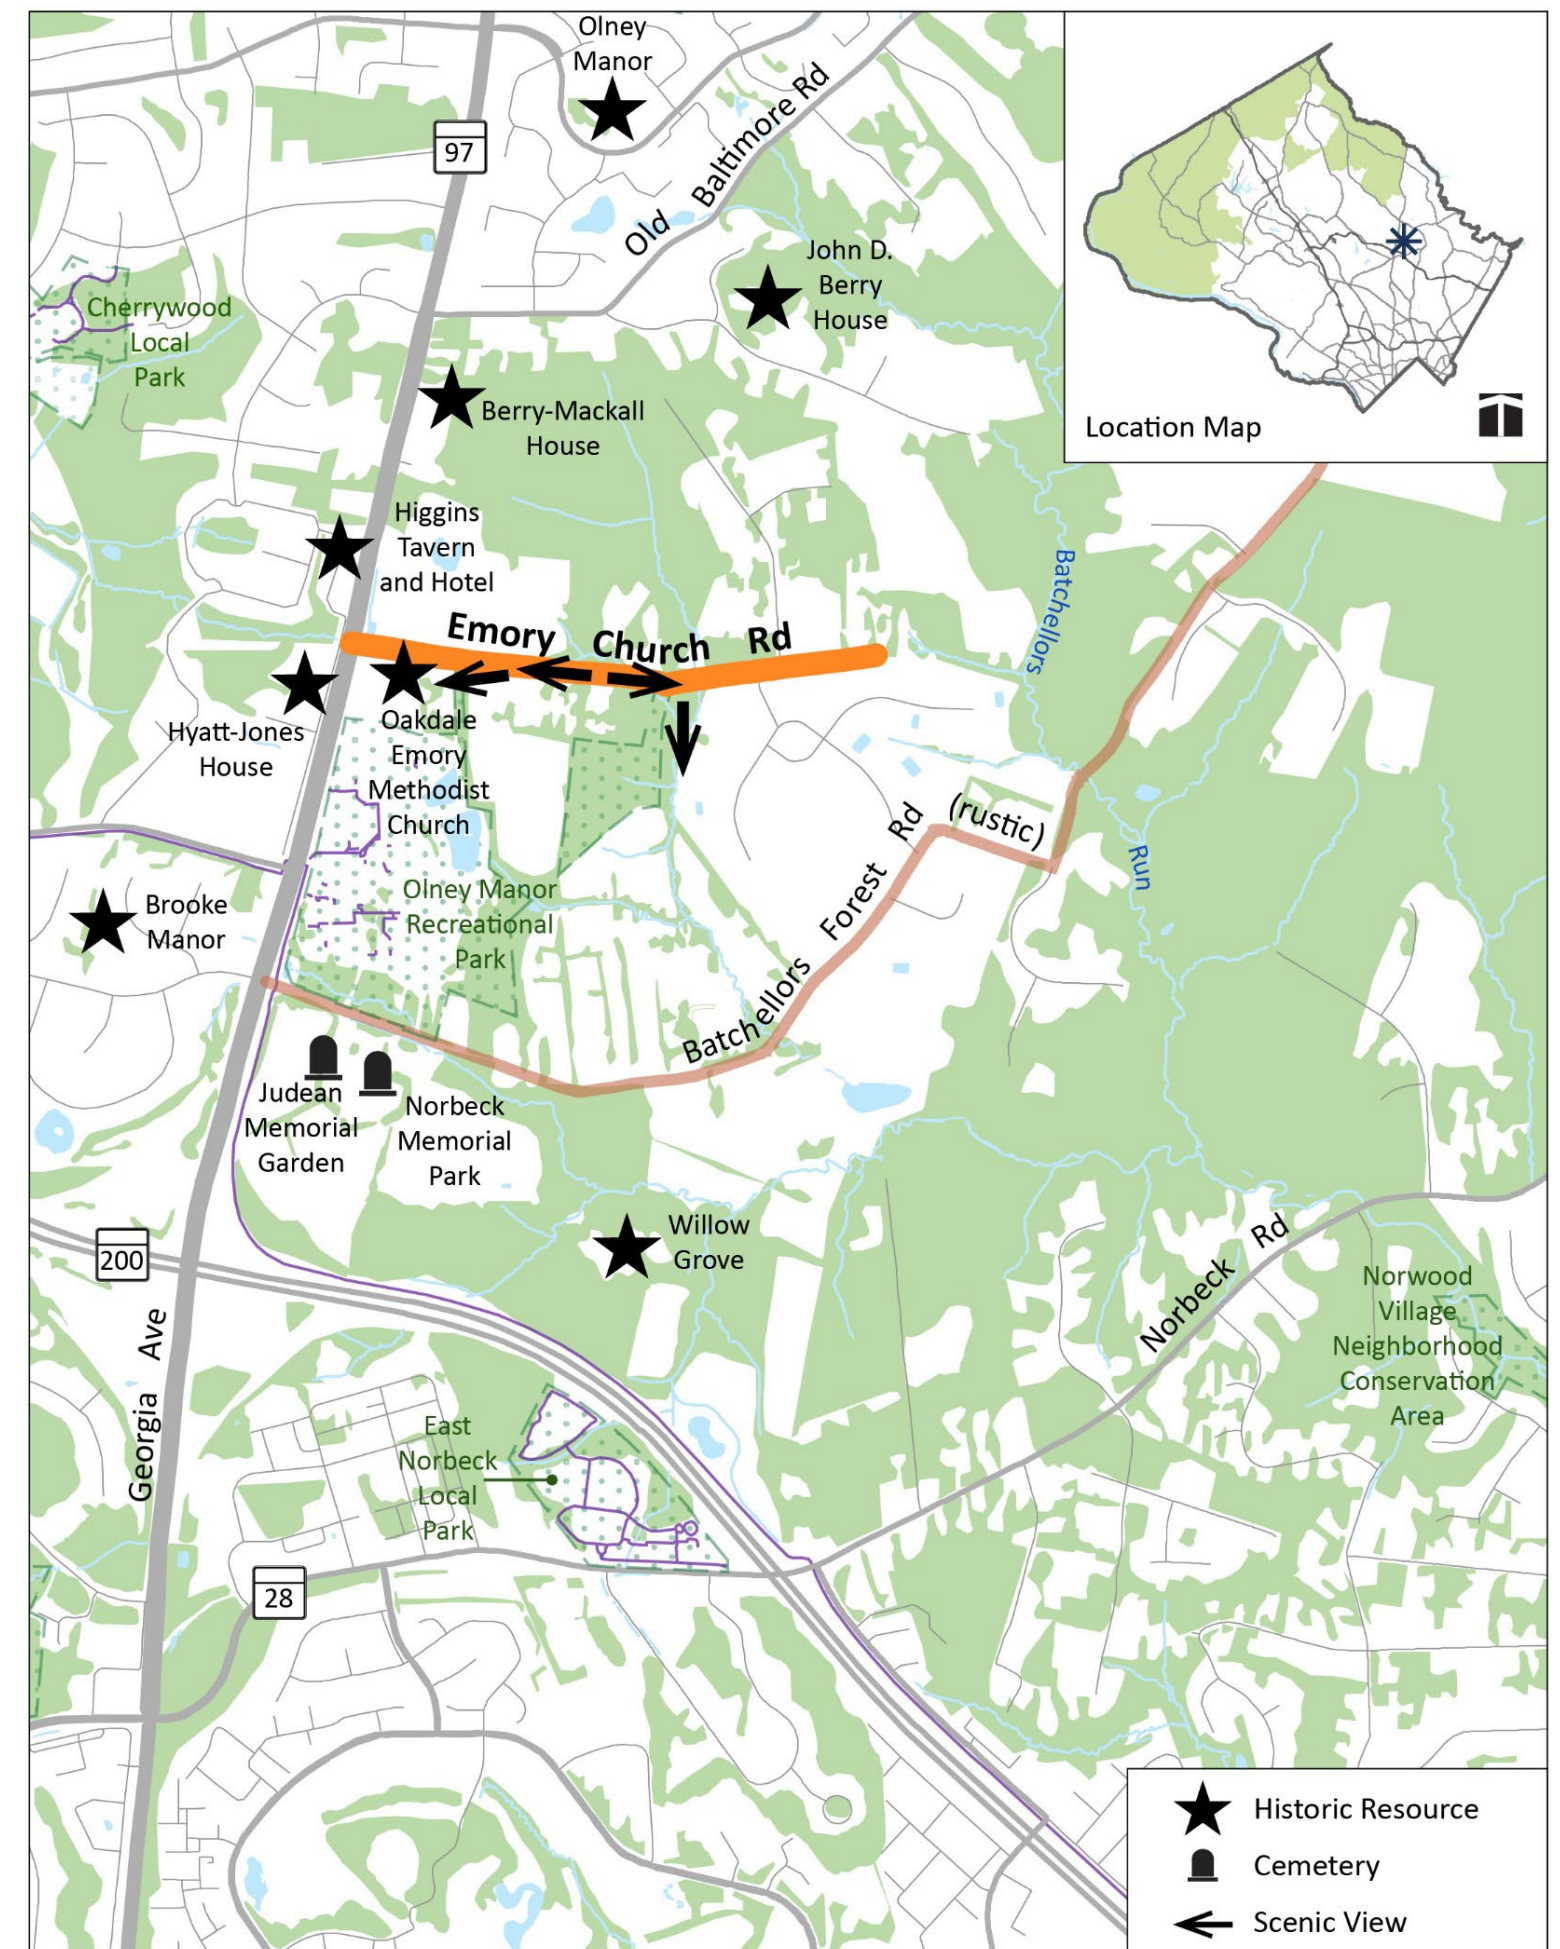 Olney
Manor
97
Old Baltimore Rd
John D.
Berry
House
Location Map
Cherrywood
Local
Park
Berry-Mackall
House
Higgins
Tavern
and Hotel
Emory Church Rd
Batchellors
Run
Hyatt-Jones
House
Oakdale
Emory
Methodist
Church
Batchellors Forest Rd (rustic)
Olney Manor
Recreational
Park
Brooke
Manor
Judean
Memorial
Garden
Norbeck
Memorial
Park
Willow
Grove
200
Georgia Ave
Norbeck Rd
Norwood
Village
Neighborhood
Conservation
Area
East
Norbeck
Local
Park
28
Historic Resource
Cemetery
Scenic View